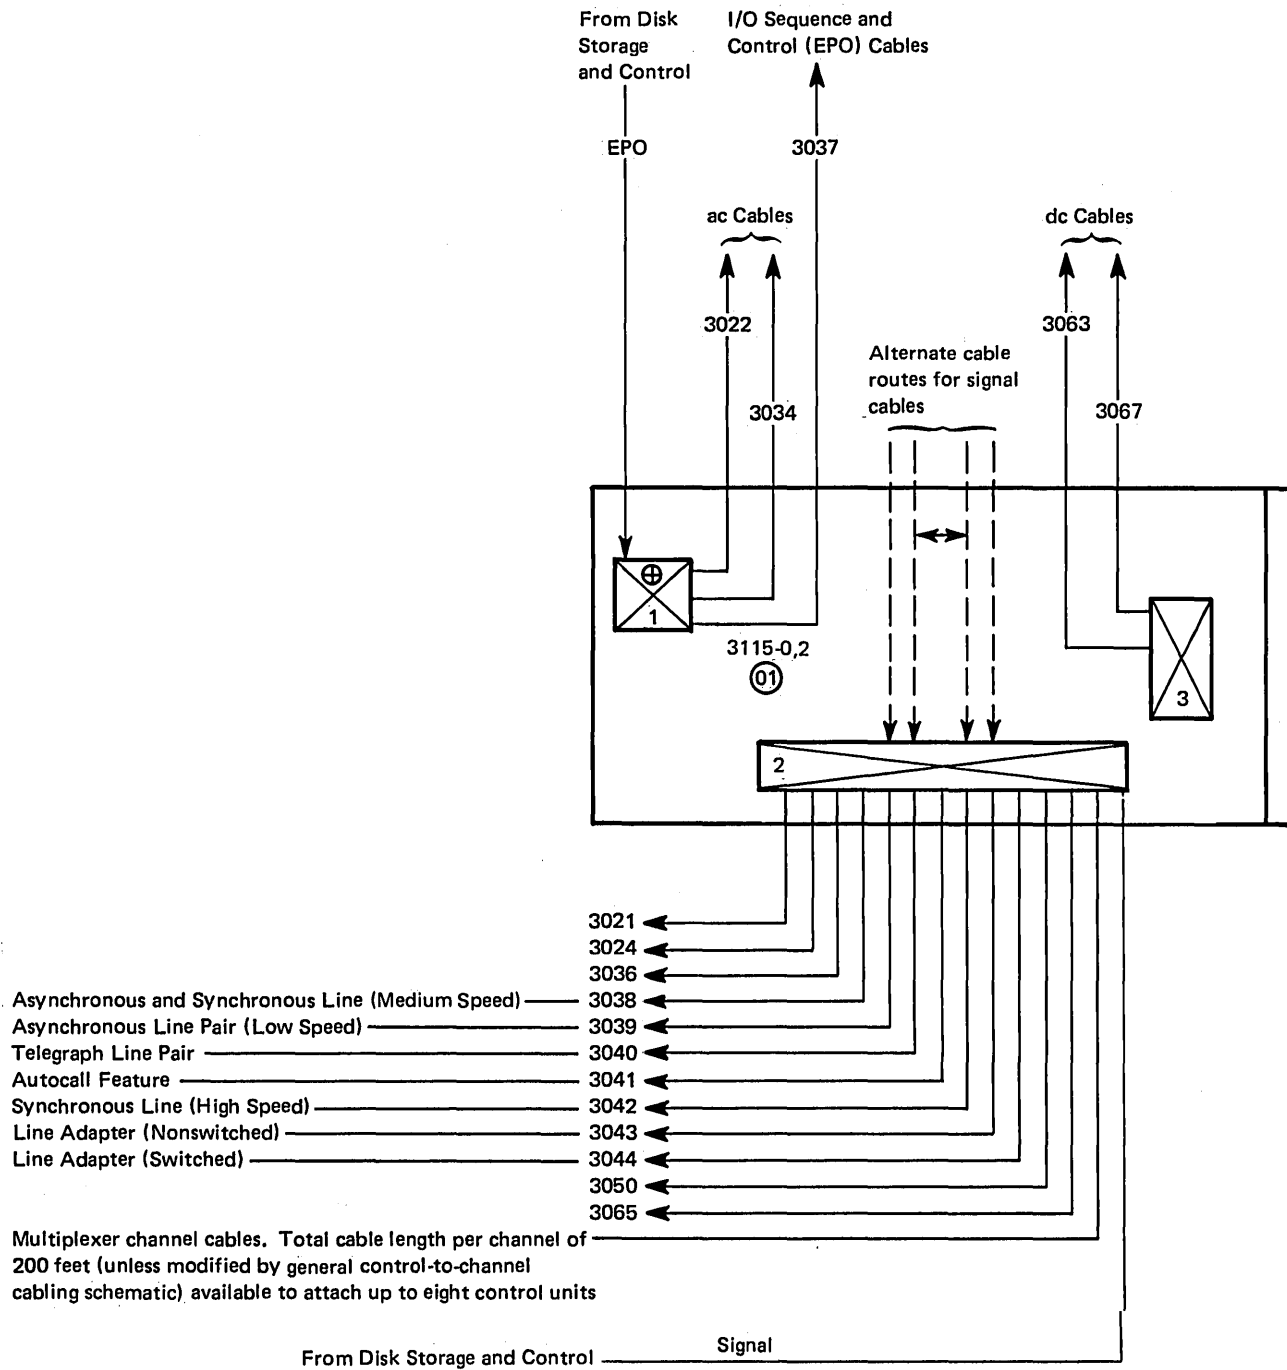 From Disk
Storage
and Control
I/O Sequence and
Control (EPO) Cables
EPO
3037
ac Cables
dc Cables
3022
3063
Alternate cable
routes for signal
cables
3034
3067
1
3115-0,2
01
3
2
3021
3024
3036
Asynchronous and Synchronous Line (Medium Speed) 3038
Asynchronous Line Pair (Low Speed) 3039
Telegraph Line Pair 3040
Autocall Feature 3041
Synchronous Line (High Speed) 3042
Line Adapter (Nonswitched) 3043
Line Adapter (Switched) 3044
3050
3065
Multiplexer channel cables. Total cable length per channel of
200 feet (unless modified by general control-to-channel
cabling schematic) available to attach up to eight control units
Signal
From Disk Storage and Control